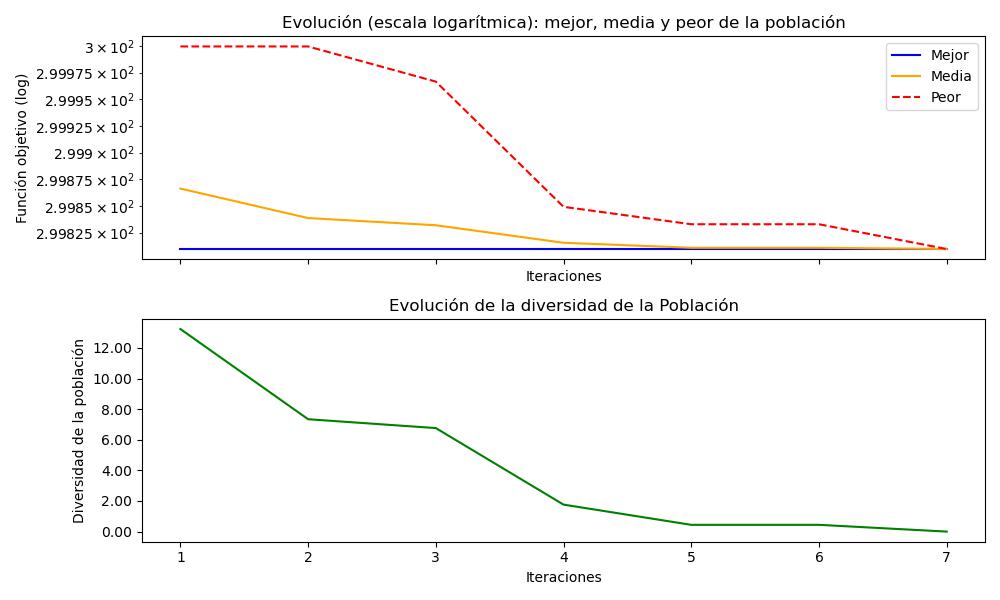 Evolución (escala logarítmica): mejor, media y peor de la población
Función objetivo (log)
3 × 10²
2.99975 × 10²
2.9995 × 10²
2.99925 × 10²
2.999 × 10²
2.99875 × 10²
2.9985 × 10²
2.99825 × 10²
Mejor
Media
Peor
Iteraciones
Evolución de la diversidad de la Población
Diversidad de la población
12.00
10.00
8.00
6.00
4.00
2.00
0.00
1 2 3 4 5 6 7
Iteraciones